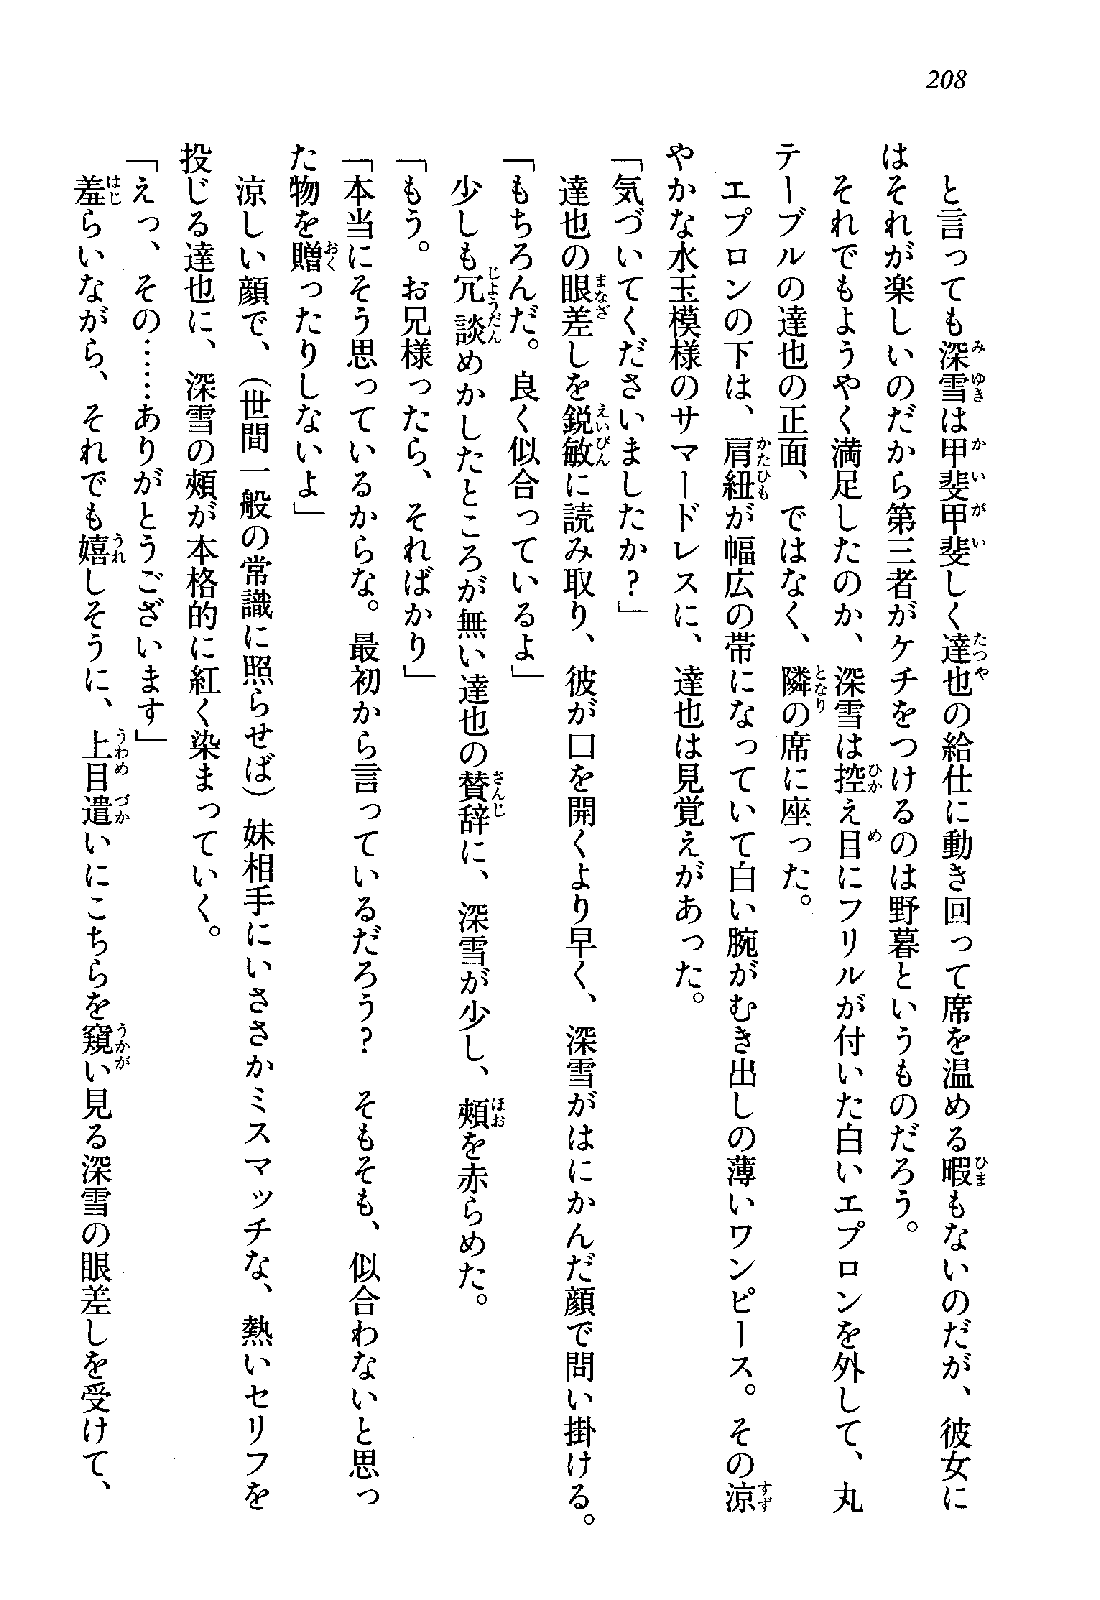 208
と言っても深雪は甲斐甲斐しく達也の給仕に動き回って席を温める暇もないのだが、彼女に
はそれが楽しいのだから第三者がケチをつけるのは野暮というものだろう。
それでもようやく満足したのか、深雪は控え目にフリルが付いた白いエプロンを外して、丸
テーブルの達也の正面、ではなく、隣の席に座った。
エプロンの下は、肩紐が幅広の帯になっていて白い腕がむき出しの薄いワンピース。その涼
やかな水玉模様のサマードレスに、達也は見覚えがあった。
「気づいてくださいましたか?」
達也の眼差しを鋭敏に読み取り、彼が口を開くより早く、深雪がはにかんだ顔で問い掛ける。
「もちろんだ。良く似合っているよ」
少しも冗談めかしたところが無い達也の賛辞に、深雪が少し、頰を赤らめた。
「もう。お兄様ったら、そればかり」
「本当にそう思っているからな。最初から言っているだろう? そもそも、似合わないと思っ
た物を贈ったりしないよ」
涼しい顔で、(世間一般の常識に照らせば)妹相手にいささかミスマッチな、熱いセリフを
投じる達也に、深雪の頰が本格的に紅く染まっていく。
「えっ、その……ありがとうございます」
羞らいながら、それでも嬉しそうに、上目遣いにこちらを窺い見る深雪の眼差しを受けて、